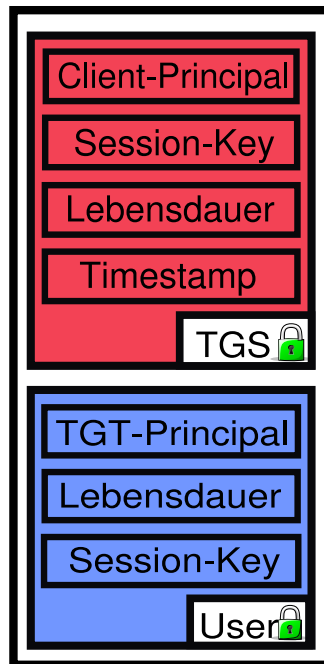 Client-Principal
Session-Key
Lebensdauer
Timestamp
TGS
TGT-Principal
Lebensdauer
Session-Key
User